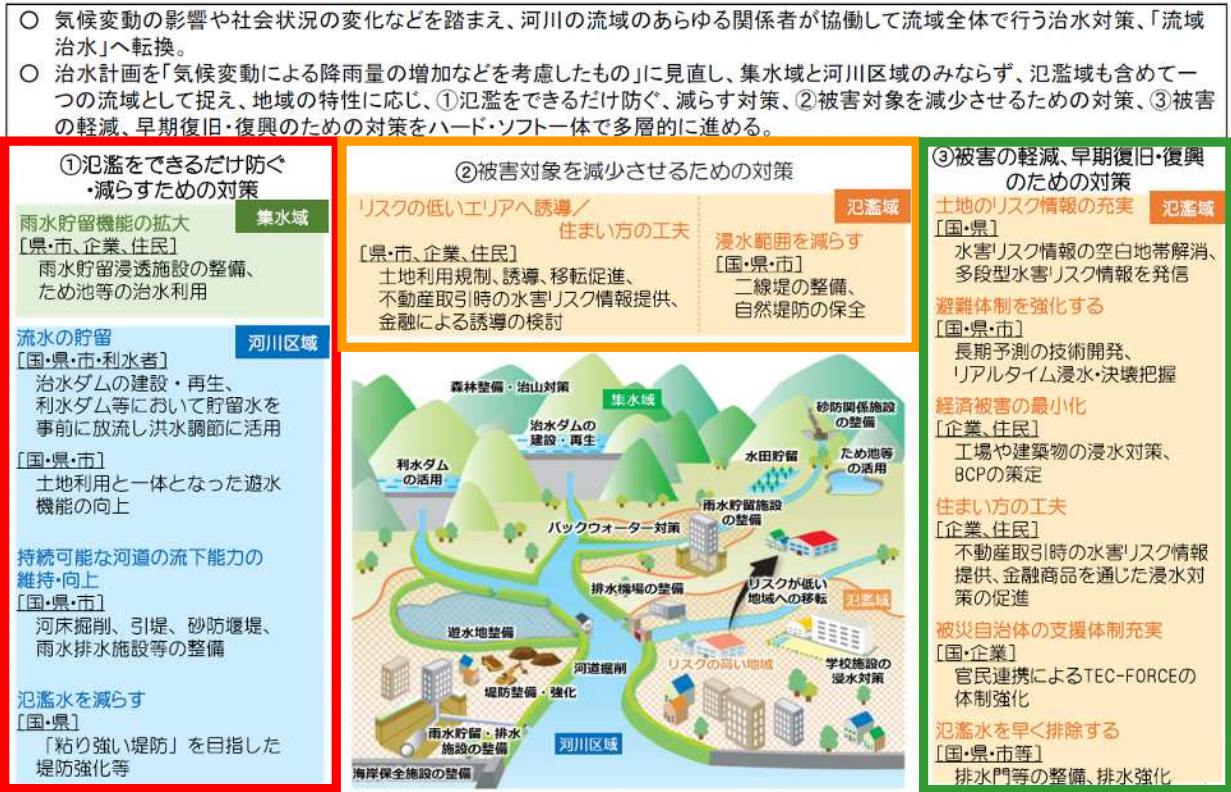 ○ 気候変動の影響や社会状況の変化などを踏まえ、河川の流域のあらゆる関係者が協働して流域全体で行う治水対策、「流域
治水」へ転換。
○ 治水計画を「気候変動による降雨量の増加などを考慮したもの」に見直し、集水域と河川区域のみならず、氾濫域も含めて一
つの流域として捉え、地域の特性に応じ、①氾濫をできるだけ防ぐ、減らす対策、②被害対象を減少させるための対策、③被害
の軽減、早期復旧・復興のための対策をハード・ソフト一体で多層的に進める。
①氾濫をできるだけ防ぐ
・減らすための対策
集水域
雨水貯留機能の拡大
[県・市、企業、住民]
雨水貯留浸透施設の整備、
ため池等の治水利用
流水の貯留
河川区域
[国・県・市・利水者]
治水ダムの建設・再生、
利水ダム等において貯留水を
事前に放流し洪水調節に活用
[国・県・市]
土地利用と一体となった遊水
機能の向上
持続可能な河道の流下能力の
維持・向上
[国・県・市]
河床掘削、引堤、砂防堰堤、
雨水排水施設等の整備
氾濫水を減らす
[国・県]
「粘り強い堤防」を目指した
堤防強化等
②被害対象を減少させるための対策
リスクの低いエリアへ誘導／
住まい方の工夫
[県・市、企業、住民]
土地利用規制、誘導、移転促進、
不動産取引時の水害リスク情報提供、
金融による誘導の検討
氾濫域
浸水範囲を減らす
[国・県・市]
二線堤の整備、
自然堤防の保全
森林整備・治山対策
集水域
治水ダムの
建設・再生
砂防関係施設
の整備
利水ダム
の活用
水田貯留
ため池等
の活用
雨水貯留施設
の整備
バックウォーター対策
排水機場の整備
リスクが低い
地域への移転
氾濫域
遊水地整備
河道掘削
リスクの高い地域
学校施設の
浸水対策
堤防整備・強化
雨水貯留・排水
施設の整備
河川区域
海岸保全施設の整備
③被害の軽減、早期復旧・復興
のための対策
土地のリスク情報の充実
氾濫域
[国・県]
水害リスク情報の空白地帯解消、
多段型水害リスク情報を発信
避難体制を強化する
[国・県・市]
長期予測の技術開発、
リアルタイム浸水・決壊把握
経済被害の最小化
[企業、住民]
工場や建築物の浸水対策、
BCPの策定
住まい方の工夫
[企業、住民]
不動産取引時の水害リスク情報
提供、金融商品を通じた浸水対
策の促進
被災自治体の支援体制充実
[国・企業]
官民連携によるTEC-FORCEの
体制強化
氾濫水を早く排除する
[国・県・市等]
排水門等の整備、排水強化